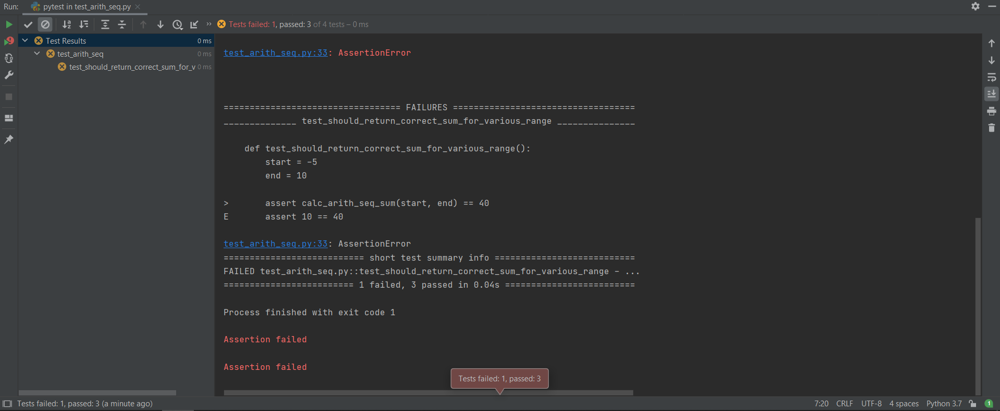 Run: pytest in test_arith_seq.py
Tests failed: 1, passed: 3 of 4 tests – 0 ms
Test Results 0 ms
test_arith_seq 0 ms
test_should_return_correct_sum_for_v 0 ms
test_arith_seq.py:33: AssertionError
================================== FAILURES ===================================
______________ test_should_return_correct_sum_for_various_range _______________
def test_should_return_correct_sum_for_various_range():
start = -5
end = 10
> assert calc_arith_seq_sum(start, end) == 40
E assert 10 == 40
test_arith_seq.py:33: AssertionError
=========================== short test summary info ===========================
FAILED test_arith_seq.py::test_should_return_correct_sum_for_various_range - ...
========================= 1 failed, 3 passed in 0.04s =========================
Process finished with exit code 1
Assertion failed
Assertion failed
Tests failed: 1, passed: 3
Tests failed: 1, passed: 3 (a minute ago) 7:20 CRLF UTF-8 4 spaces Python 3.7 1